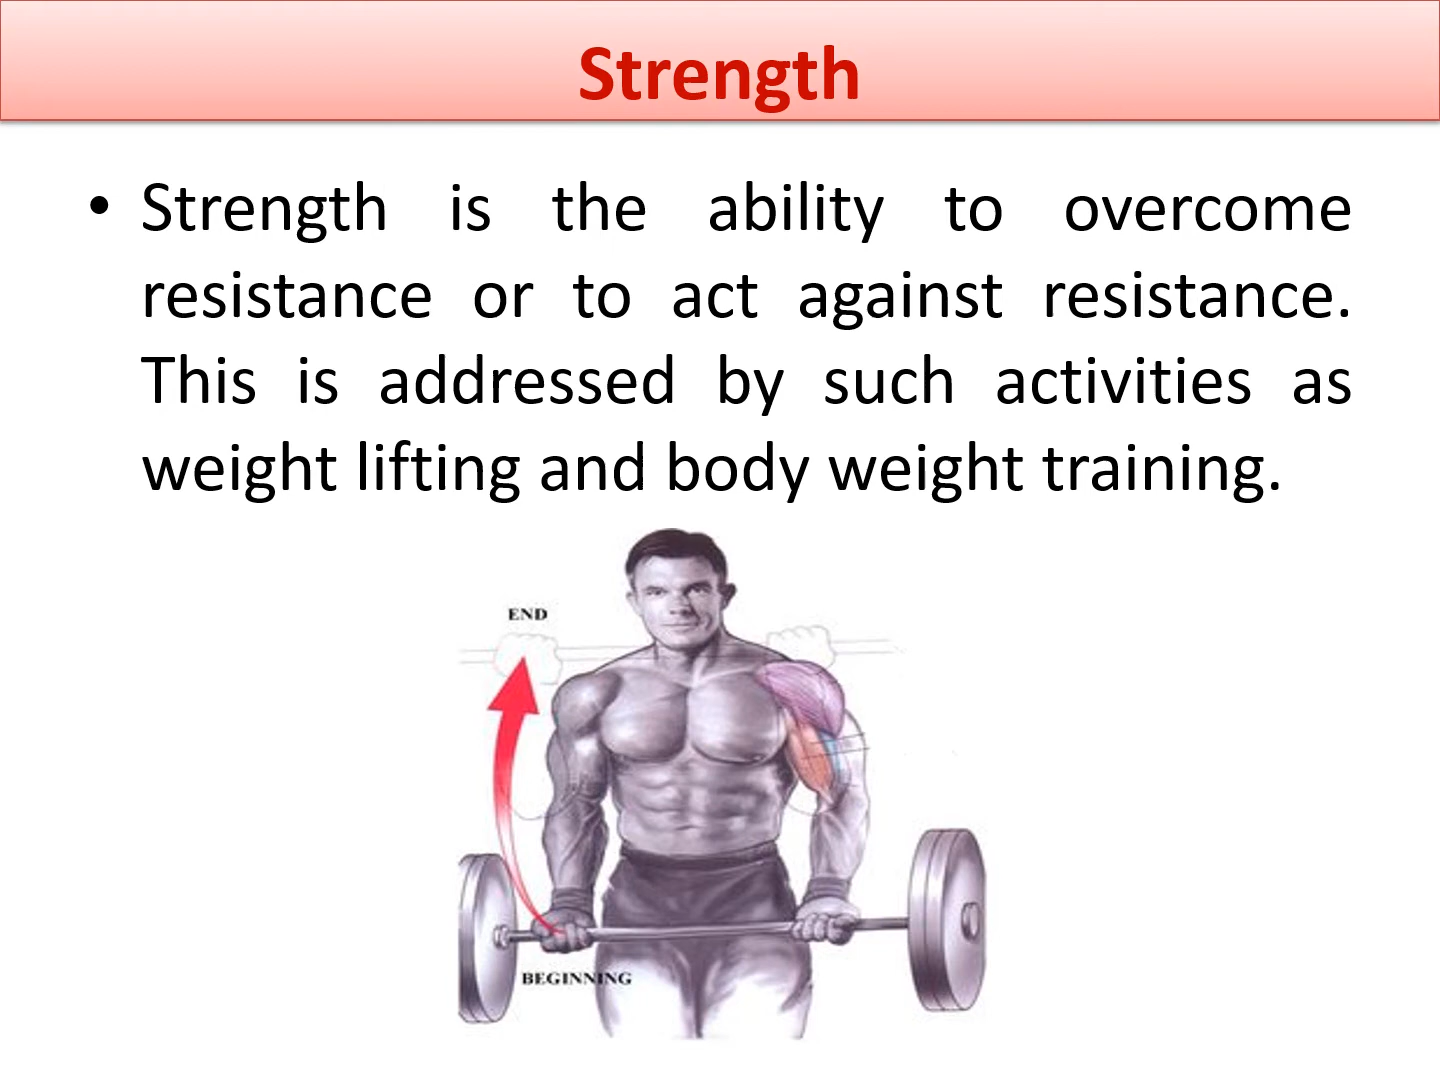 Strength
• Strength is the ability to overcome
resistance or to act against resistance.
This is addressed by such activities as
weight lifting and body weight training.
END
BEGINNING